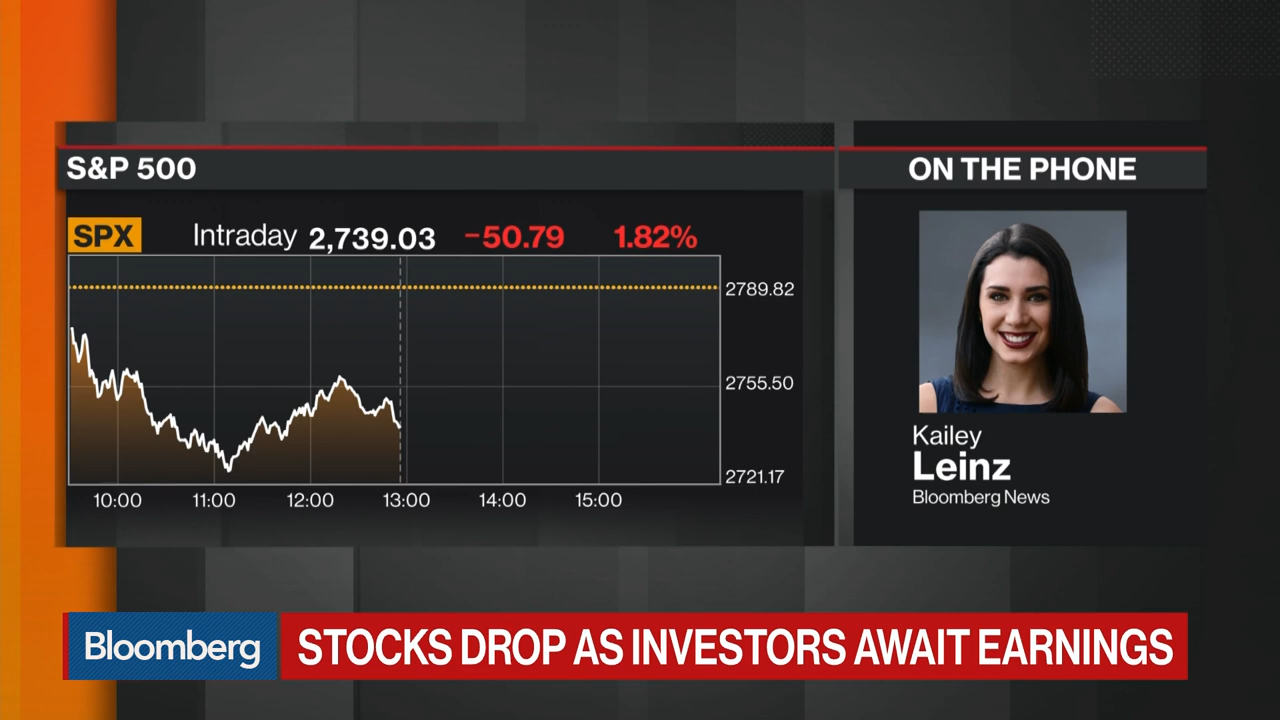 S&P 500
SPX Intraday 2,739.03 -50.79 1.82%
2789.82
2755.50
2721.17
10:00 11:00 12:00 13:00 14:00 15:00
ON THE PHONE
Kailey
Leinz
Bloomberg News
Bloomberg STOCKS DROP AS INVESTORS AWAIT EARNINGS